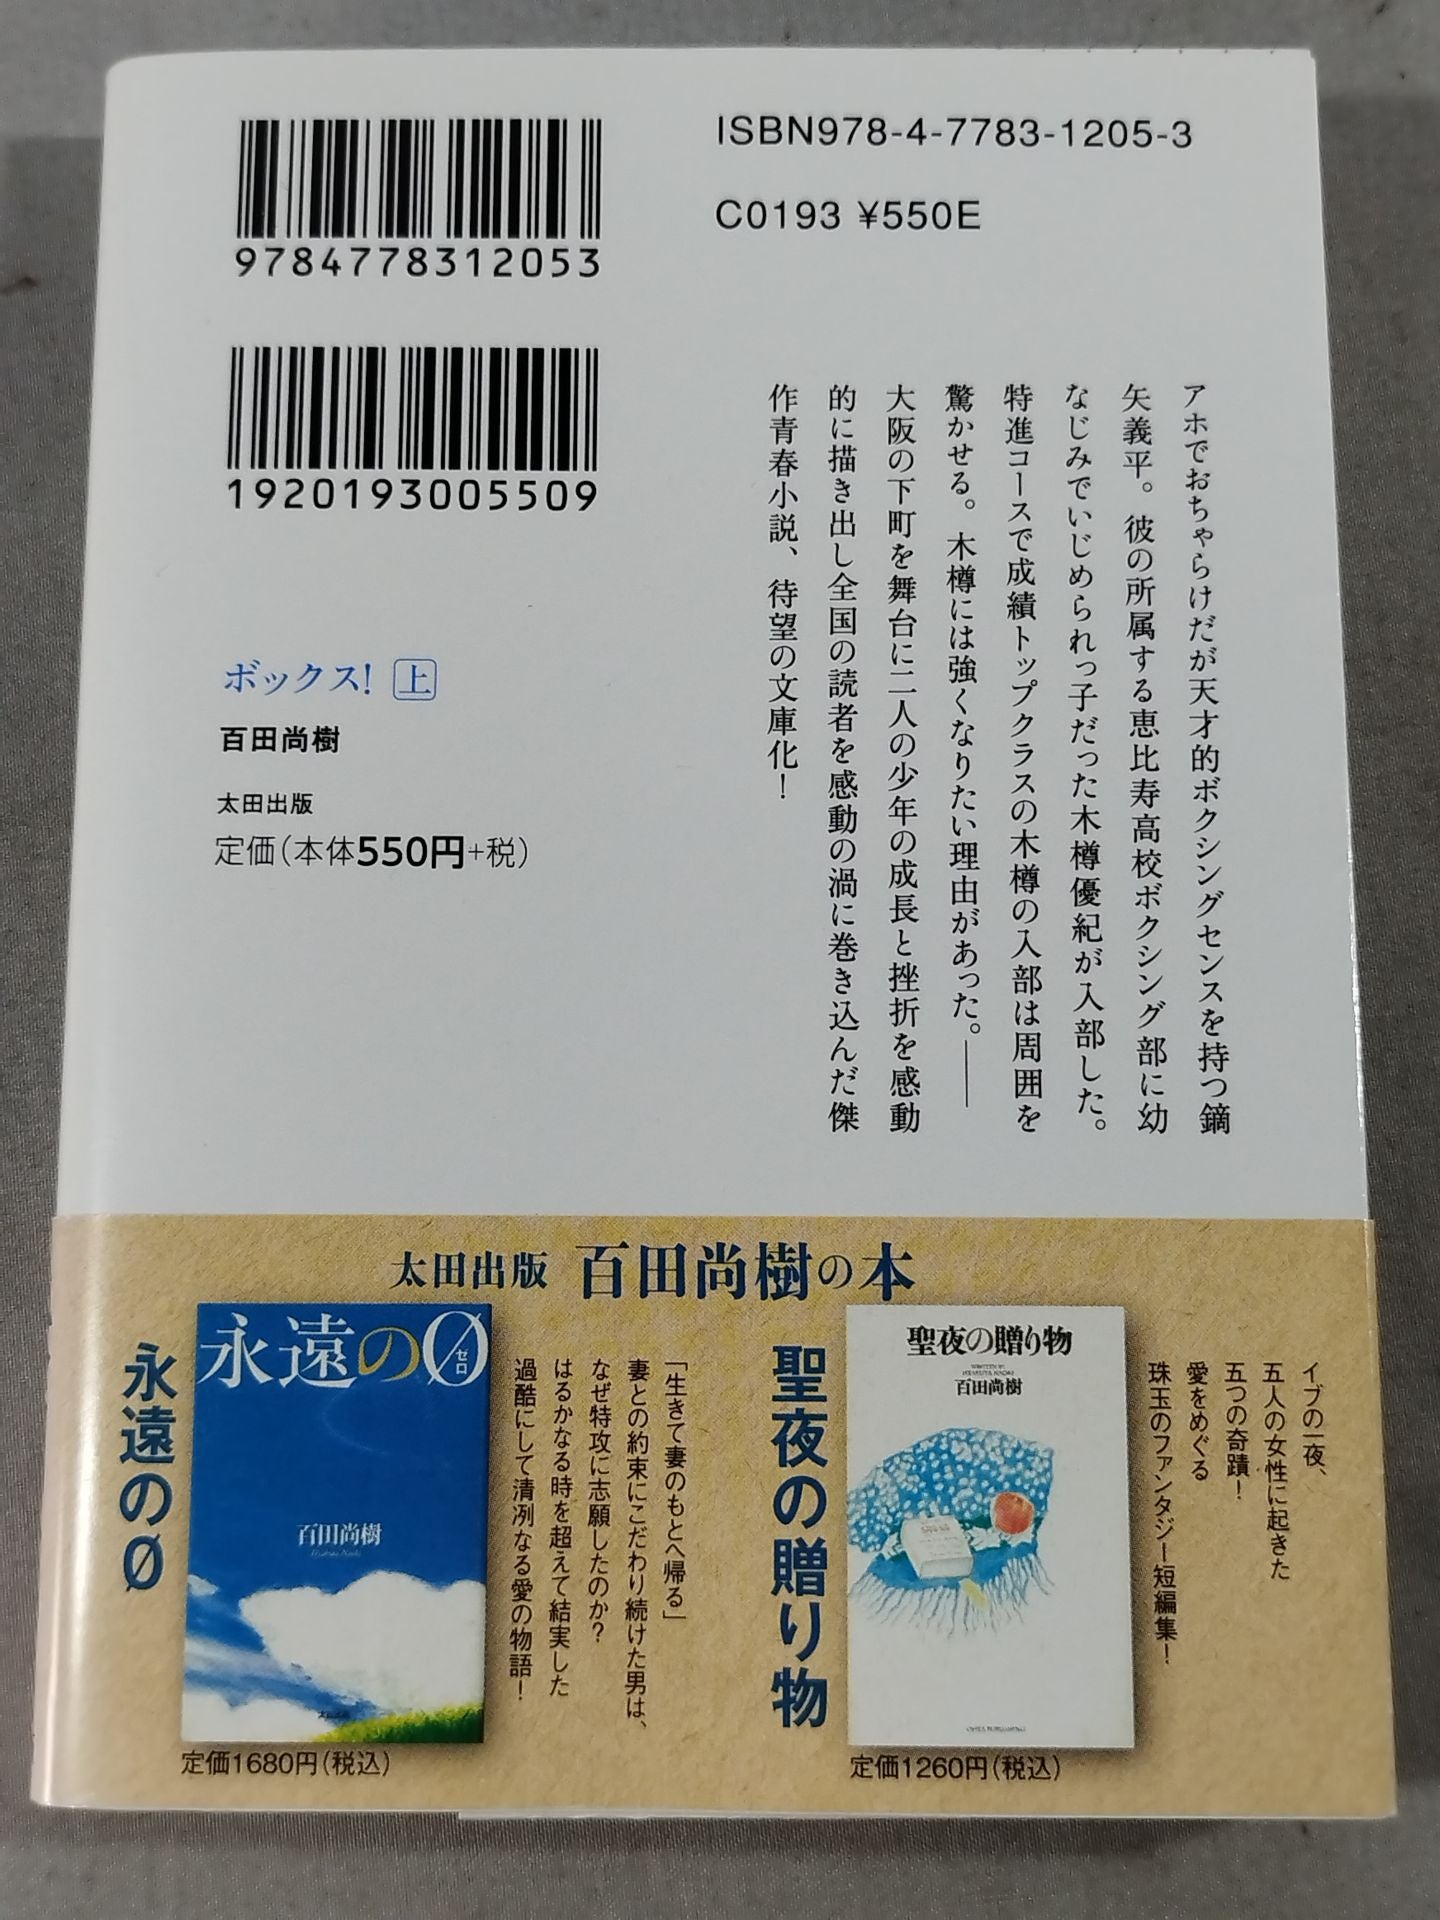 9784778312053
ISBN978-4-7783-1205-3
C0193 ¥550E
1920193005509
アホでおちゃらけだが天才的ボクシングセンスを持つ鏑
矢義平。彼の所属する恵比寿高校ボクシング部に幼
なじみでいじめられっ子だった木樽優紀が入部した。
特進コースで成績トップクラスの木樽の入部は周囲を
驚かせる。木樽には強くなりたい理由があった。——
大阪の下町を舞台に二人の少年の成長と挫折を感動
的に描き出し全国の読者を感動の渦に巻き込んだ傑
作青春小説、待望の文庫化！
ボックス！ 上
百田尚樹
太田出版
定価（本体550円+税）
太田出版 百田尚樹の本
イブの一夜、
五人の女性に起きた
五つの奇蹟！
愛をめぐる
珠玉のファンタジー短編集！
聖夜の贈り物
百田尚樹
聖夜の贈り物
定価1260円（税込）
「生きて妻のもとへ帰る」
妻との約束にこだわり続けた男は、
なぜ特攻に志願したのか？
はるかなる時を超えて結実した
過酷にして清冽なる愛の物語！
永遠の0
ゼロ
百田尚樹
太田出版
永遠の0
定価1680円（税込）